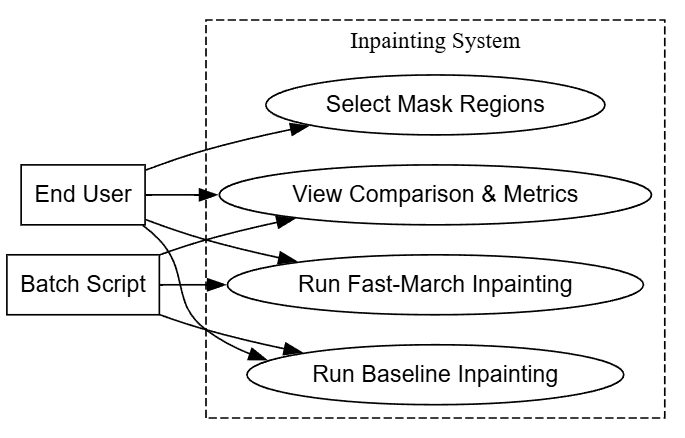 Inpainting System
Select Mask Regions
End User
View Comparison & Metrics
Batch Script
Run Fast-March Inpainting
Run Baseline Inpainting